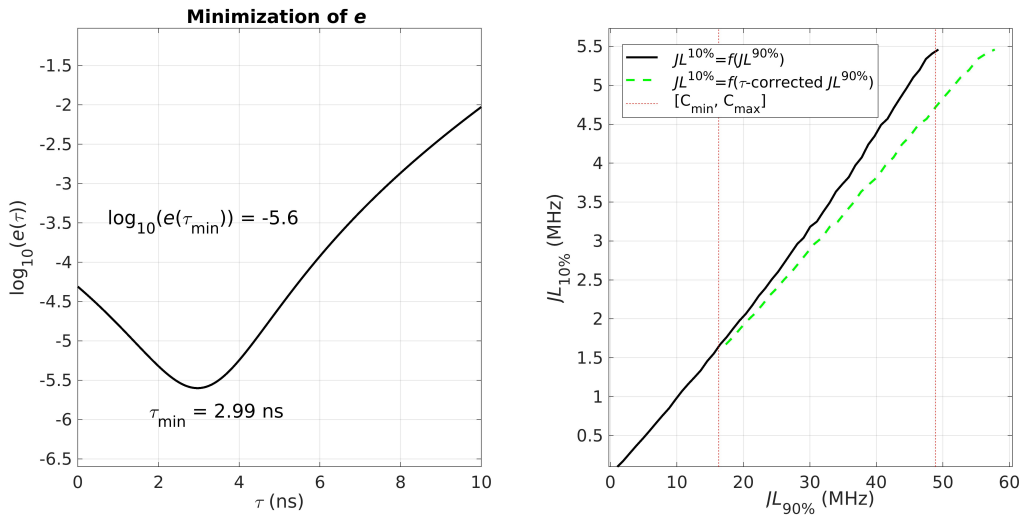 Minimization of e
-1.5
-2
-2.5
-3
-3.5
-4
-4.5
-5
-5.5
-6
-6.5
log10(e(τ))
log10(e(τmin)) = -5.6
τmin = 2.99 ns
0 2 4 6 8 10
τ (ns)
JL10%=f(JL90%)
JL10%=f(τ-corrected JL90%)
[Cmin, Cmax]
5.5
5
4.5
4
3.5
3
2.5
2
1.5
1
0.5
JL10% (MHz)
0 10 20 30 40 50 60
JL90% (MHz)